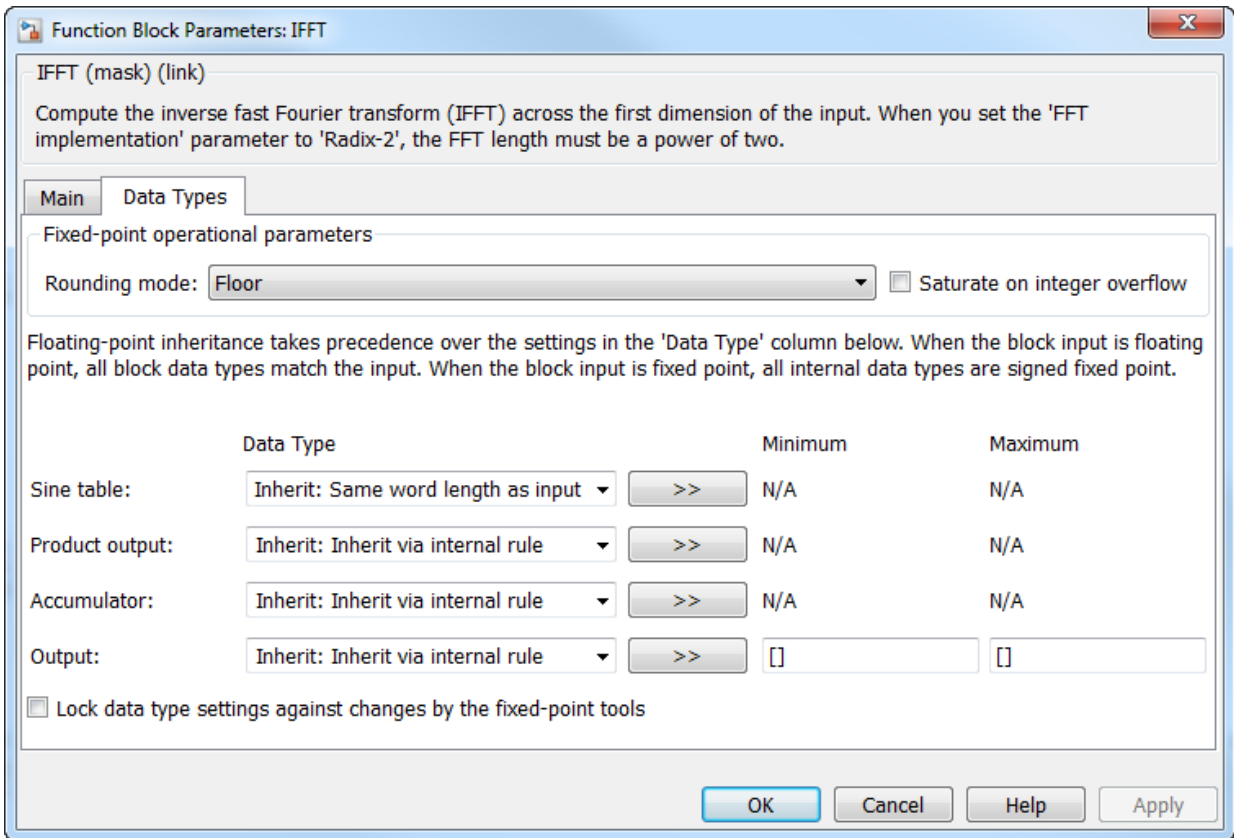 Function Block Parameters: IFFT
IFFT (mask) (link)
Compute the inverse fast Fourier transform (IFFT) across the first dimension of the input. When you set the 'FFT
implementation' parameter to 'Radix-2', the FFT length must be a power of two.
Main Data Types
Fixed-point operational parameters
Rounding mode: Floor Saturate on integer overflow
Floating-point inheritance takes precedence over the settings in the 'Data Type' column below. When the block input is floating
point, all block data types match the input. When the block input is fixed point, all internal data types are signed fixed point.
Data Type Minimum Maximum
Sine table: Inherit: Same word length as input >> N/A N/A
Product output: Inherit: Inherit via internal rule >> N/A N/A
Accumulator: Inherit: Inherit via internal rule >> N/A N/A
Output: Inherit: Inherit via internal rule >> [] []
Lock data type settings against changes by the fixed-point tools
OK Cancel Help Apply